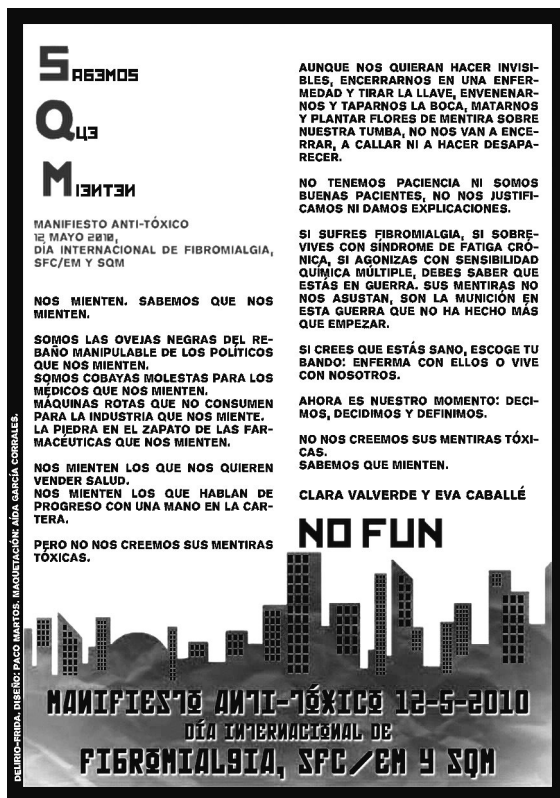 SABEMOS
QUE
MIENTEN
MANIFIESTO ANTI-TÓXICO
12 MAYO 2010,
DÍA INTERNACIONAL DE FIBROMIALGIA,
SFC/EM Y SQM
NOS MIENTEN. SABEMOS QUE NOS
MIENTEN.
SOMOS LAS OVEJAS NEGRAS DEL RE-
BAÑO MANIPULABLE DE LOS POLÍTICOS
QUE NOS MIENTEN.
SOMOS COBAYAS MOLESTAS PARA LOS
MÉDICOS QUE NOS MIENTEN.
MÁQUINAS ROTAS QUE NO CONSUMEN
PARA LA INDUSTRIA QUE NOS MIENTE.
LA PIEDRA EN EL ZAPATO DE LAS FAR-
MACÉUTICAS QUE NOS MIENTEN.
NOS MIENTEN LOS QUE NOS QUIEREN
VENDER SALUD.
NOS MIENTEN LOS QUE HABLAN DE
PROGRESO CON UNA MANO EN LA CAR-
TERA.
PERO NO NOS CREEMOS SUS MENTIRAS
TÓXICAS.
AUNQUE NOS QUIERAN HACER INVISI-
BLES, ENCERRARNOS EN UNA ENFER-
MEDAD Y TIRAR LA LLAVE, ENVENENAR-
NOS Y TAPARNOS LA BOCA, MATARNOS
Y PLANTAR FLORES DE MENTIRA SOBRE
NUESTRA TUMBA, NO NOS VAN A ENCE-
RRAR, A CALLAR NI A HACER DESAPA-
RECER.
NO TENEMOS PACIENCIA NI SOMOS
BUENAS PACIENTES, NO NOS JUSTIFI-
CAMOS NI DAMOS EXPLICACIONES.
SI SUFRES FIBROMIALGIA, SI SOBRE-
VIVES CON SÍNDROME DE FATIGA CRÓ-
NICA, SI AGONIZAS CON SENSIBILIDAD
QUÍMICA MÚLTIPLE, DEBES SABER QUE
ESTÁS EN GUERRA. SUS MENTIRAS NO
NOS ASUSTAN, SON LA MUNICIÓN EN
ESTA GUERRA QUE NO HA HECHO MÁS
QUE EMPEZAR.
SI CREES QUE ESTÁS SANO, ESCOGE TU
BANDO: ENFERMA CON ELLOS O VIVE
CON NOSOTROS.
AHORA ES NUESTRO MOMENTO: DECI-
MOS, DECIDIMOS Y DEFINIMOS.
NO NOS CREEMOS SUS MENTIRAS TÓXI-
CAS.
SABEMOS QUE MIENTEN.
CLARA VALVERDE Y EVA CABALLÉ
NO FUN
MANIFIESTO ANTI-TÓXICO 12-5-2010
DÍA INTERNACIONAL DE
FIBROMIALGIA, SFC/EM Y SQM
DELIRIO-FRIDA. DISEÑO: PACO MARTOS. MAQUETACIÓN: AÍDA GARCÍA CORRALES.